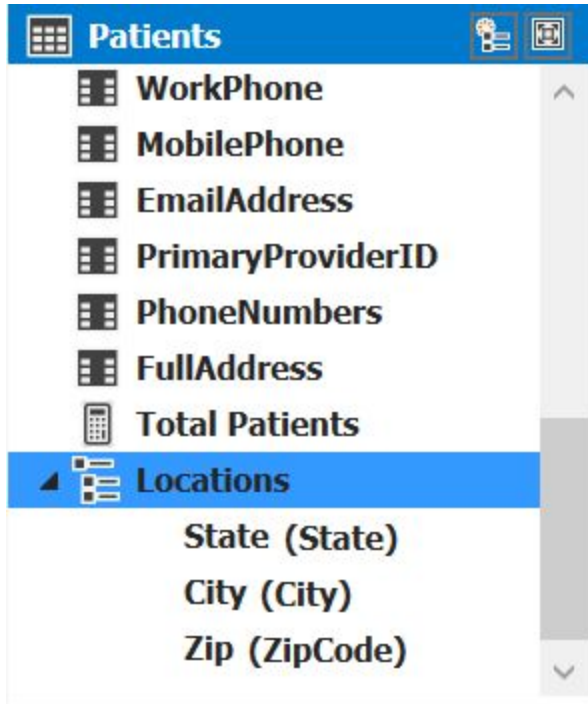 Patients
WorkPhone
MobilePhone
EmailAddress
PrimaryProviderID
PhoneNumbers
FullAddress
Total Patients
Locations
State (State)
City (City)
Zip (ZipCode)